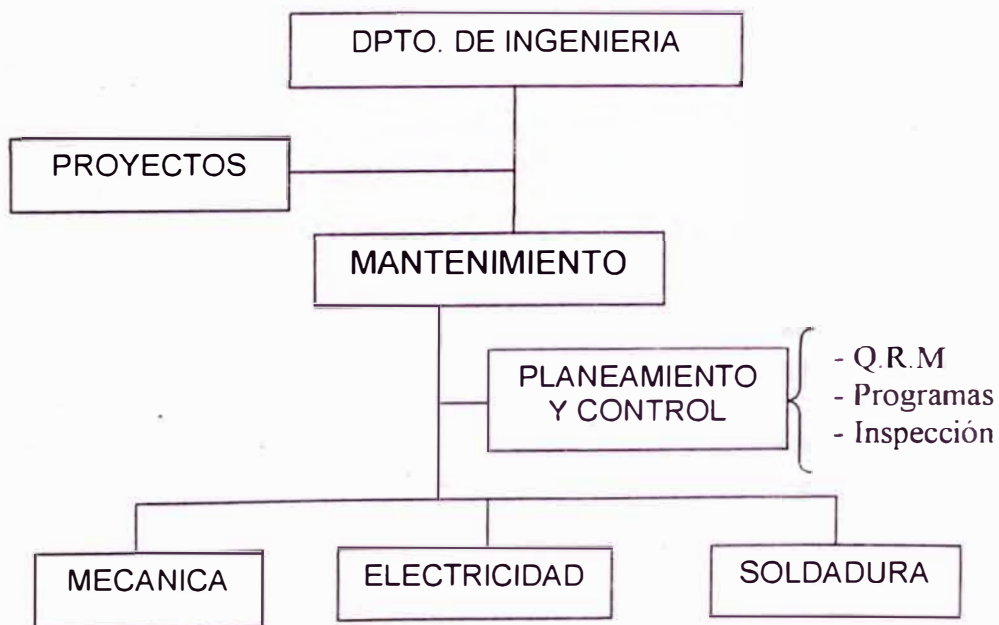 DPTO. DE INGENIERIA
PROYECTOS
MANTENIMIENTO
PLANEAMIENTO
Y CONTROL
- Q.R.M
- Programas
- Inspección
MECANICA
ELECTRICIDAD
SOLDADURA